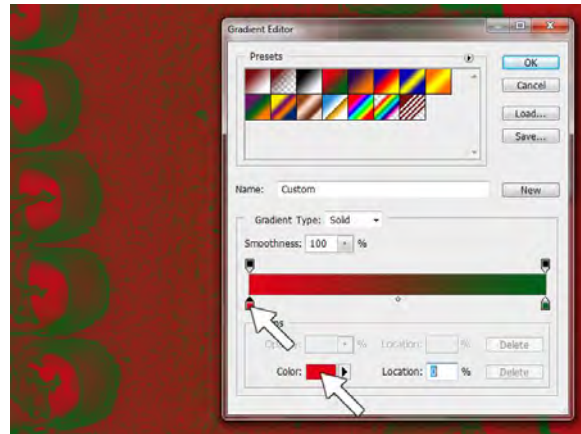 Gradient Editor
Presets
OK
Cancel
Load...
Save...
Name: Custom
New
Gradient Type: Solid
Smoothness: 100 %
%
Location:
%
Delete
Color:
Location: 0 %
Delete